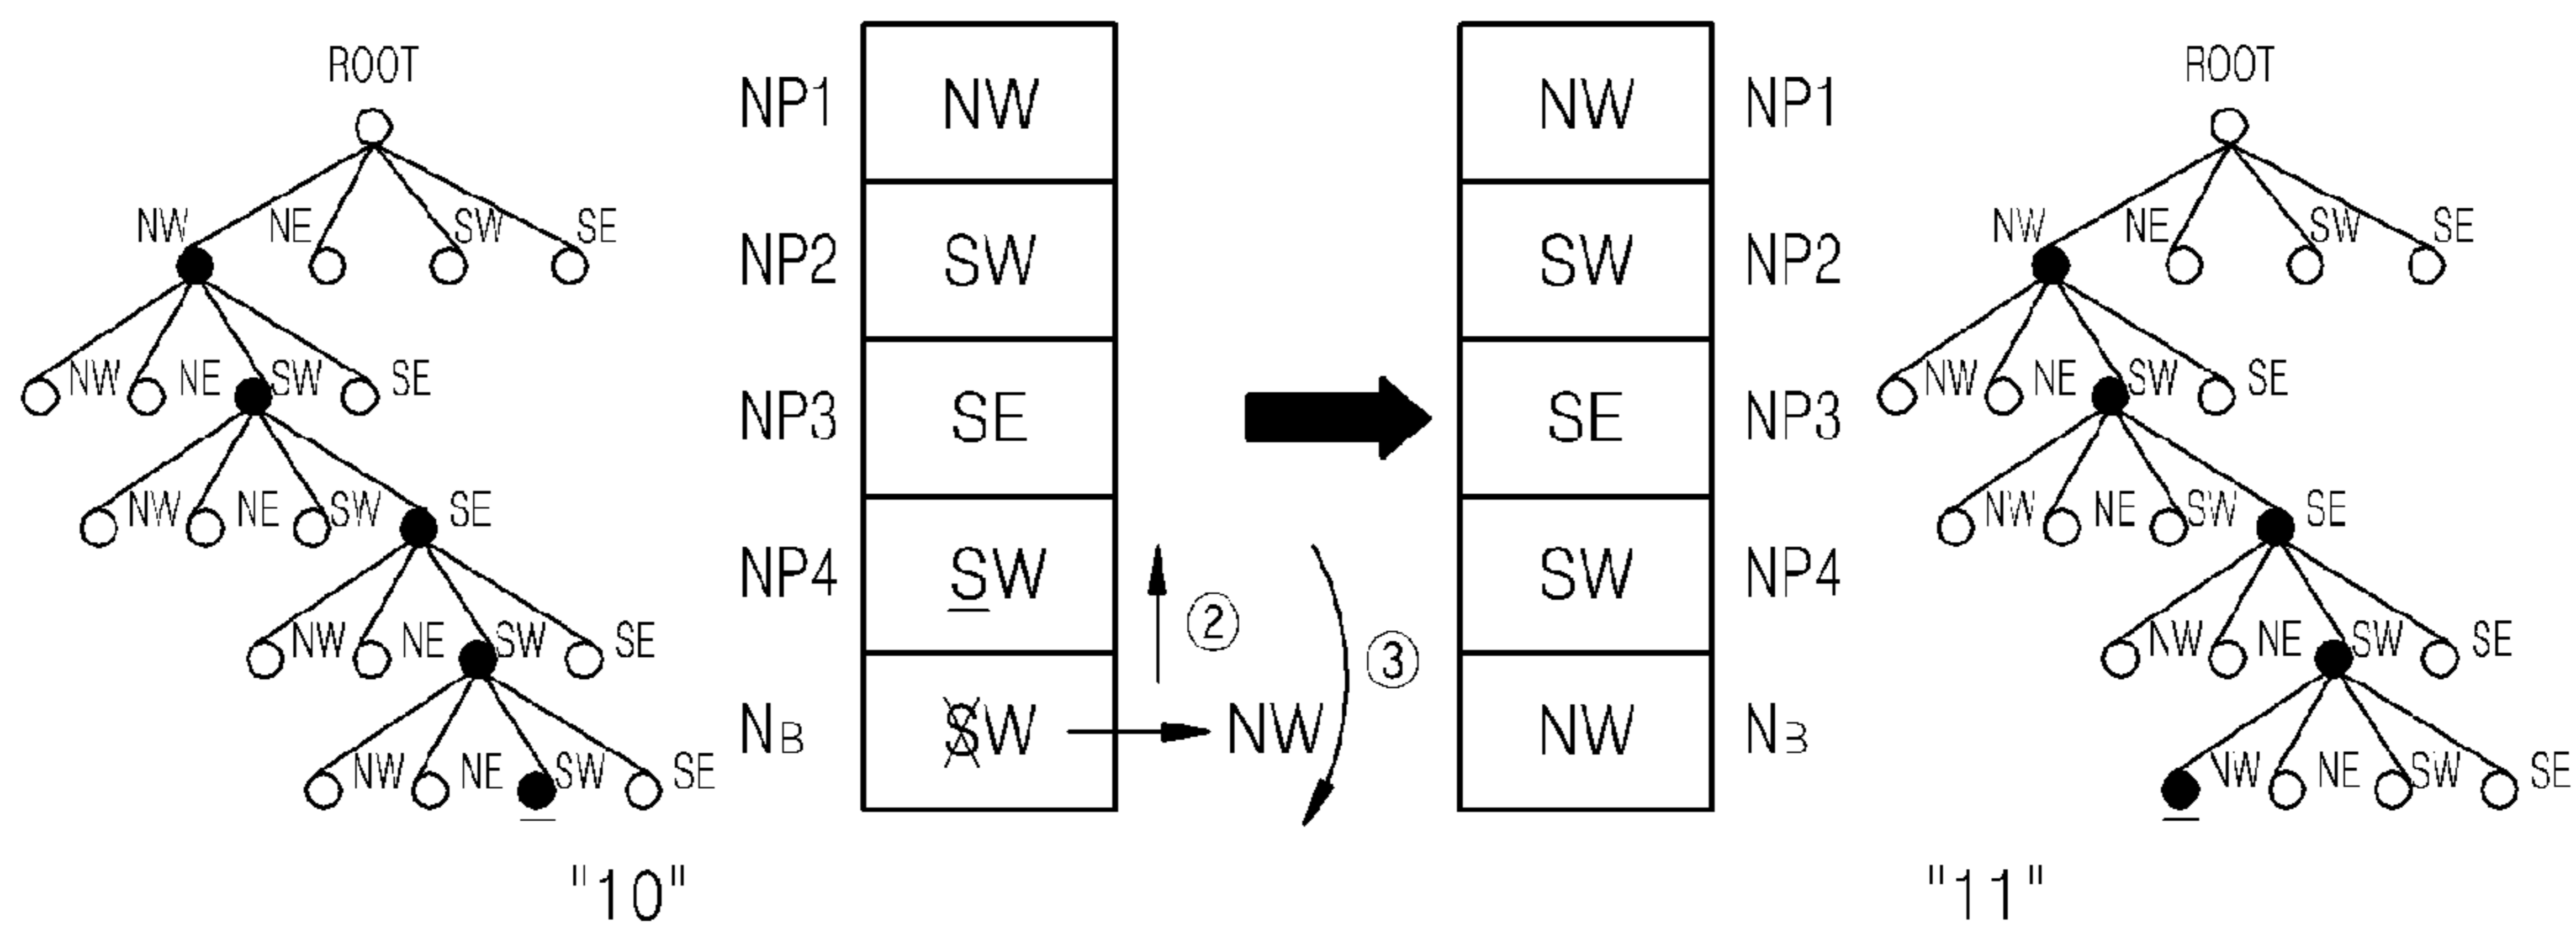 ROOT
NW NE SW SE
NW NE SW SE
NW NE SW SE
NW NE SW SE
NW NE SW SE
"10"
NP1 NW
NP2 SW
NP3 SE
NP4 SW
NB SW
② ③
NW
NW NP1
SW NP2
SE NP3
SW NP4
NW NB
ROOT
NW NE SW SE
NW NE SW SE
NW NE SW SE
NW NE SW SE
NW NE SW SE
"11"